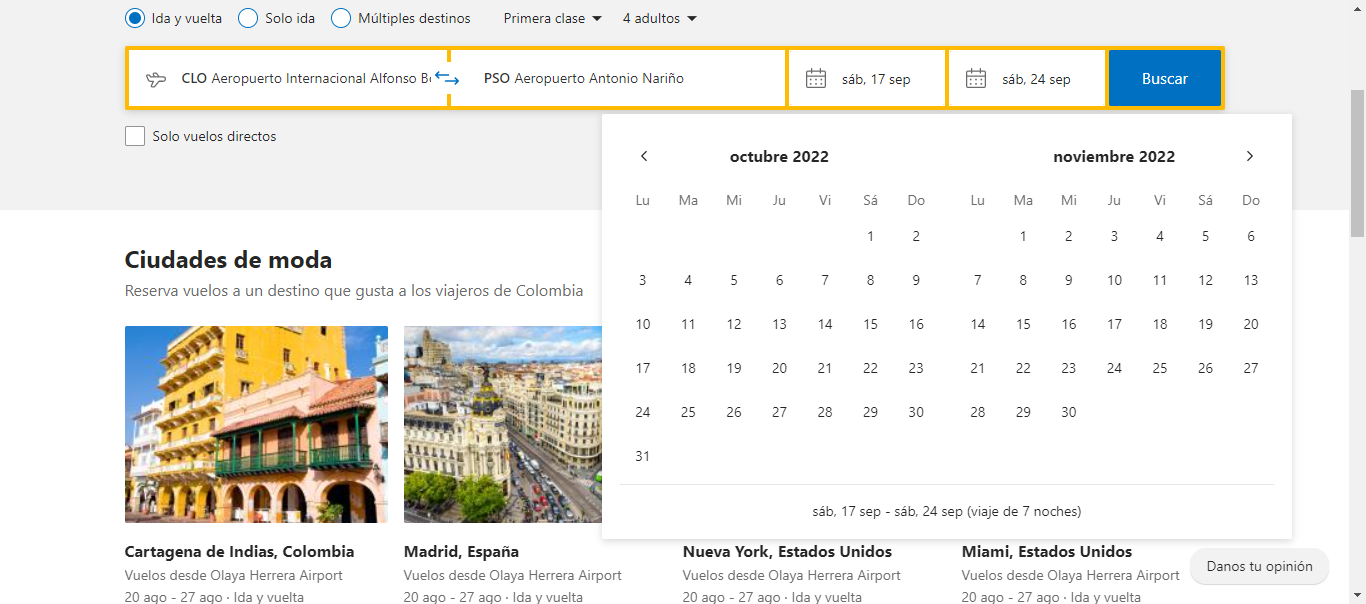 Ida y vuelta Solo ida Múltiples destinos Primera clase 4 adultos
CLO Aeropuerto Internacional Alfonso B PSO Aeropuerto Antonio Nariño sáb, 17 sep sáb, 24 sep Buscar
Solo vuelos directos
octubre 2022 noviembre 2022
Lu Ma Mi Ju Vi Sá Do Lu Ma Mi Ju Vi Sá Do
1 2 1 2 3 4 5 6
3 4 5 6 7 8 9 7 8 9 10 11 12 13
10 11 12 13 14 15 16 14 15 16 17 18 19 20
17 18 19 20 21 22 23 21 22 23 24 25 26 27
24 25 26 27 28 29 30 28 29 30
31
sáb, 17 sep - sáb, 24 sep (viaje de 7 noches)
Ciudades de moda
Reserva vuelos a un destino que gusta a los viajeros de Colombia
Cartagena de Indias, Colombia
Vuelos desde Olaya Herrera Airport
20 ago - 27 ago · Ida y vuelta
Madrid, España
Vuelos desde Olaya Herrera Airport
20 ago - 27 ago · Ida y vuelta
Nueva York, Estados Unidos
Vuelos desde Olaya Herrera Airport
20 ago - 27 ago · Ida y vuelta
Miami, Estados Unidos
Vuelos desde Olaya Herrera Airport
20 ago - 27 ago · Ida y vuelta
Danos tu opinión